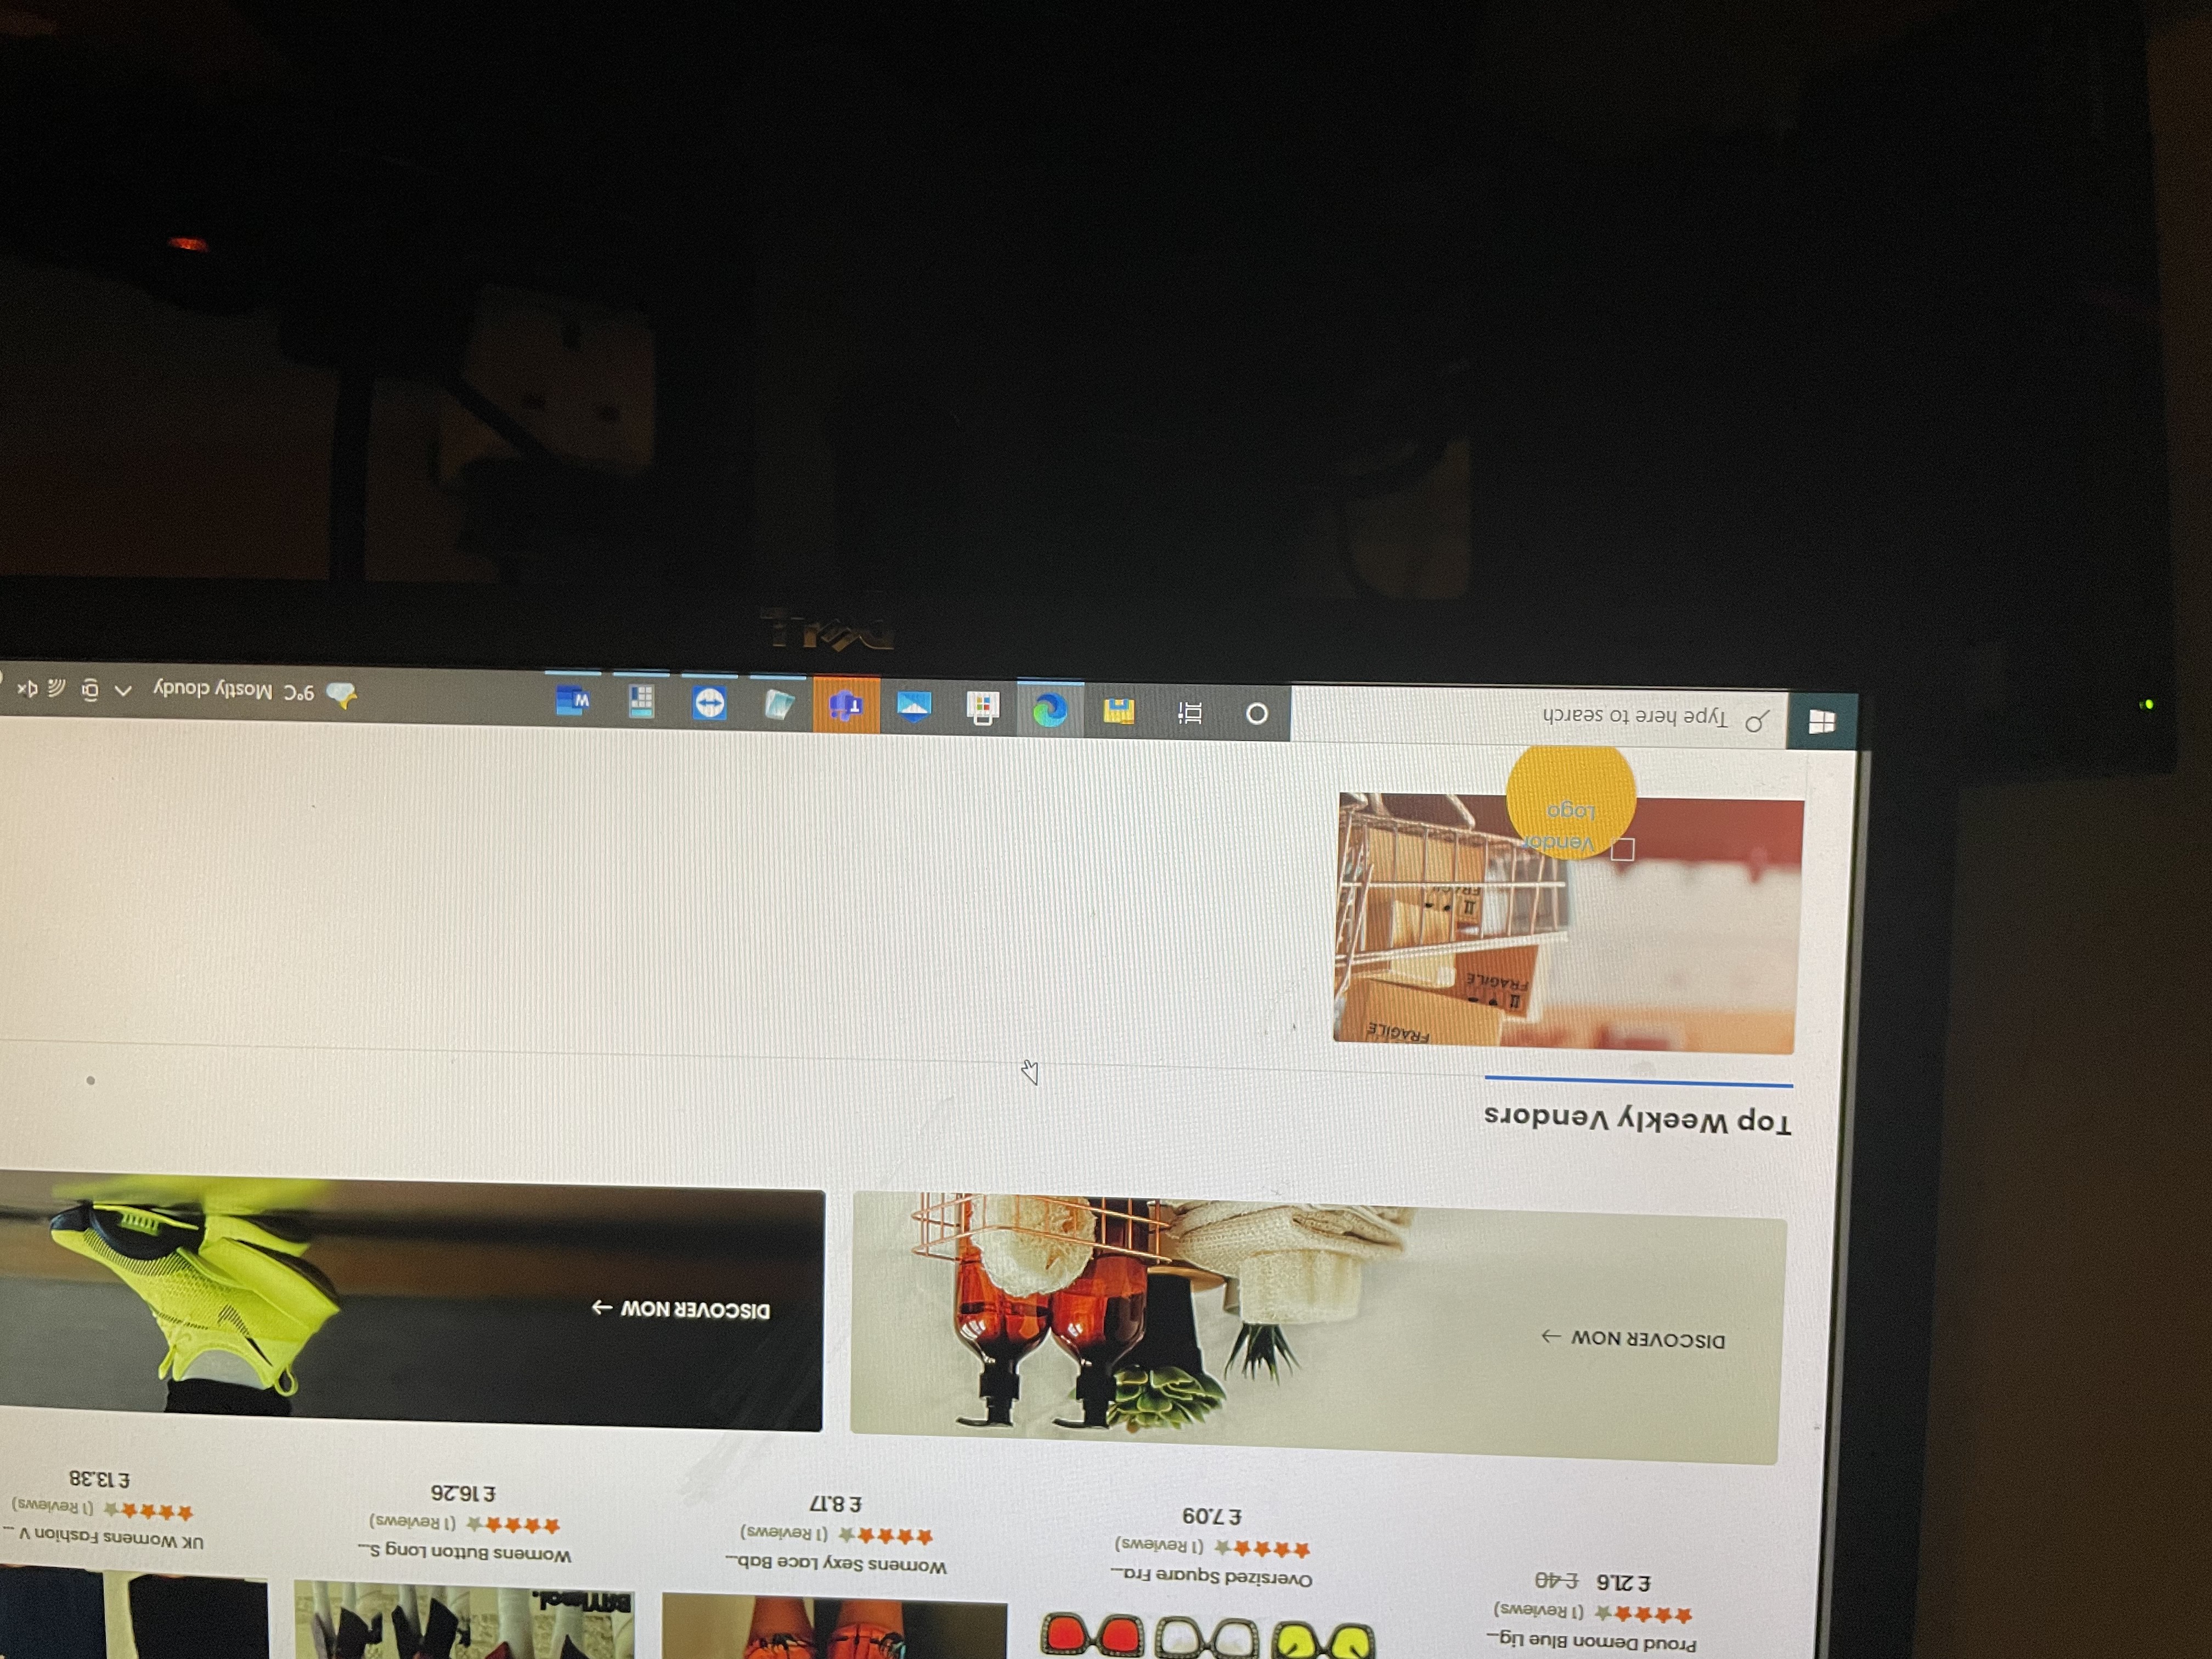 Proud Demon Blue Lig...
(1 Reviews)
£ 21.6 £ 40
Oversized Square Fra...
(1 Reviews)
£ 7.09
Womens Sexy Lace Bab...
(1 Reviews)
£ 8.17
BAY
Womens Button Long S...
(1 Reviews)
£ 16.26
UK Womens Fashion V ...
(1 Reviews)
£ 13.38
DISCOVER NOW →
DISCOVER NOW →
Top Weekly Vendors
FRAGILE
FRAGILE
FRAGILE
Vendor
Logo
Type here to search
T
W
9°C Mostly cloudy
DELL